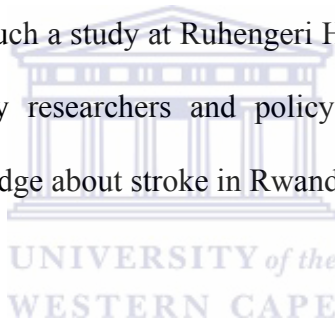 uch a study at Ruhengeri H
y researchers and policy
dge about stroke in Rwand
UNIVERSITY of the
WESTERN CAPE